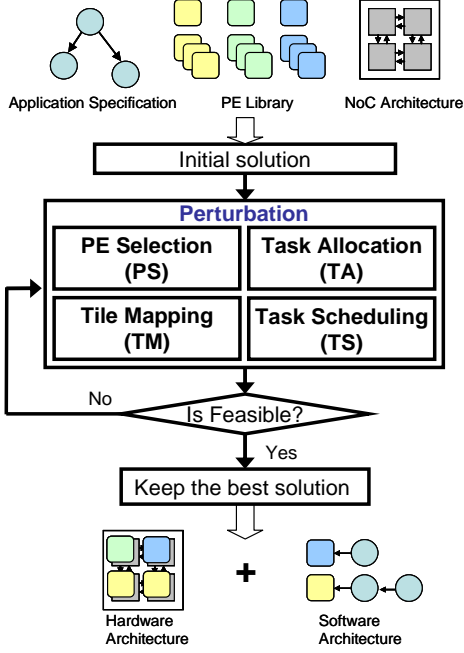 Application Specification
PE Library
NoC Architecture
Initial solution
Perturbation
PE Selection
(PS)
Task Allocation
(TA)
Tile Mapping
(TM)
Task Scheduling
(TS)
No
Is Feasible?
Yes
Keep the best solution
+
Hardware
Architecture
Software
Architecture